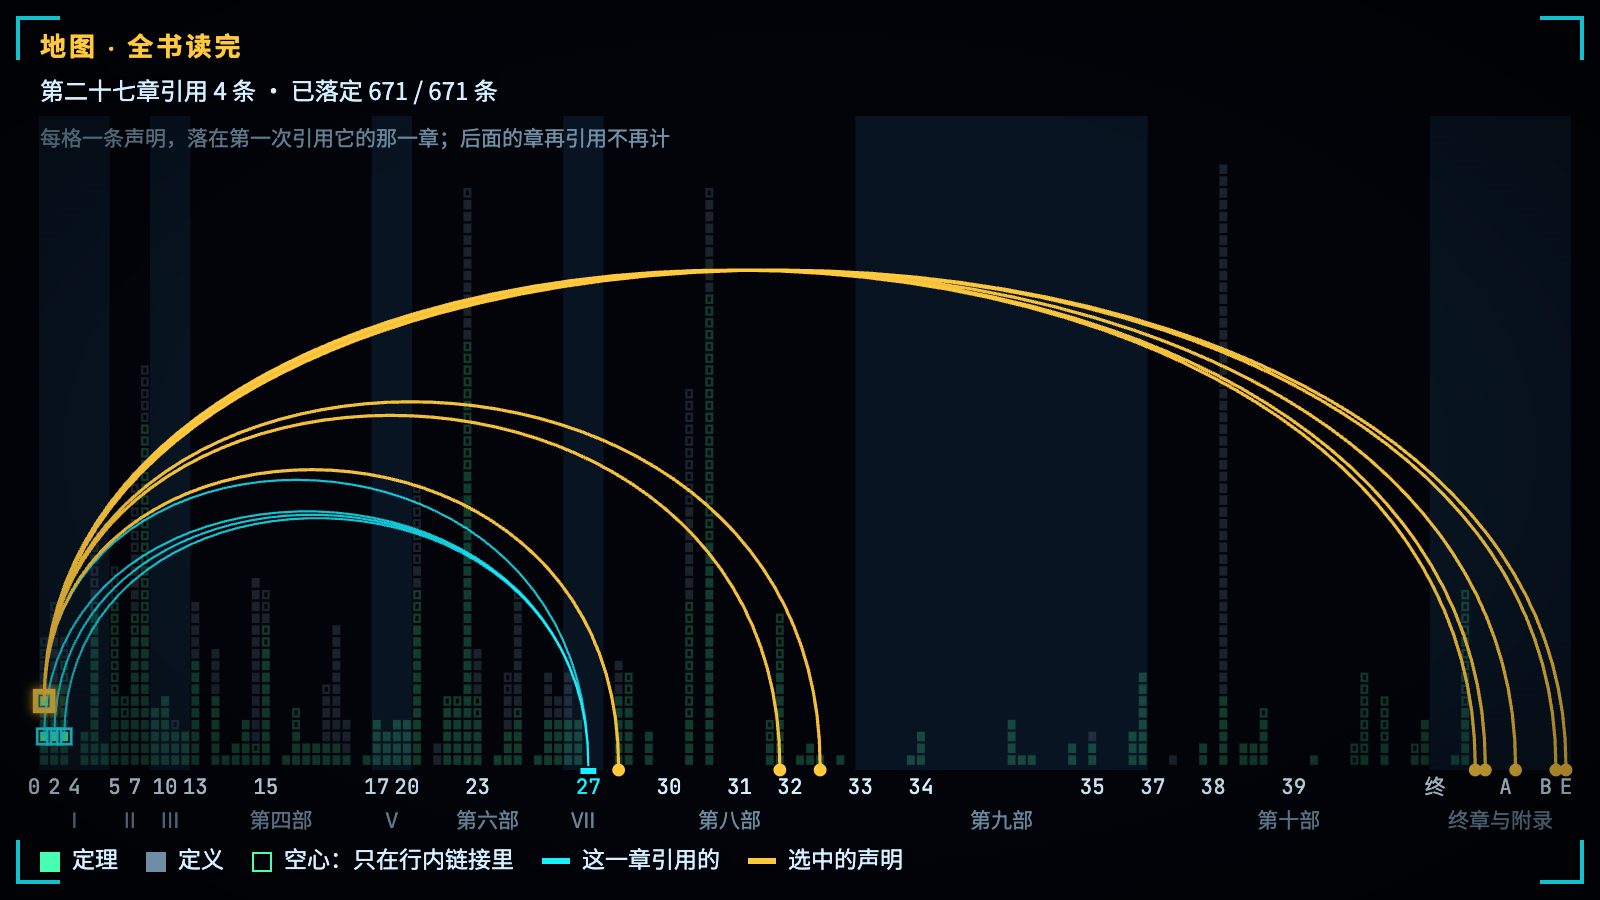 地图 · 全书读完
第二十七章引用 4 条 · 已落定 671 / 671 条
每格一条声明，落在第一次引用它的那一章；后面的章再引用不再计
0 2 4 5 7 10 13 15 17 20 23 27 30 31 32 33 34 35 37 38 39 终 A B E
I II III 第四部 V 第六部 VII 第八部 第九部 第十部 终章与附录
定理 定义 空心：只在行内链接里 这一章引用的 选中的声明